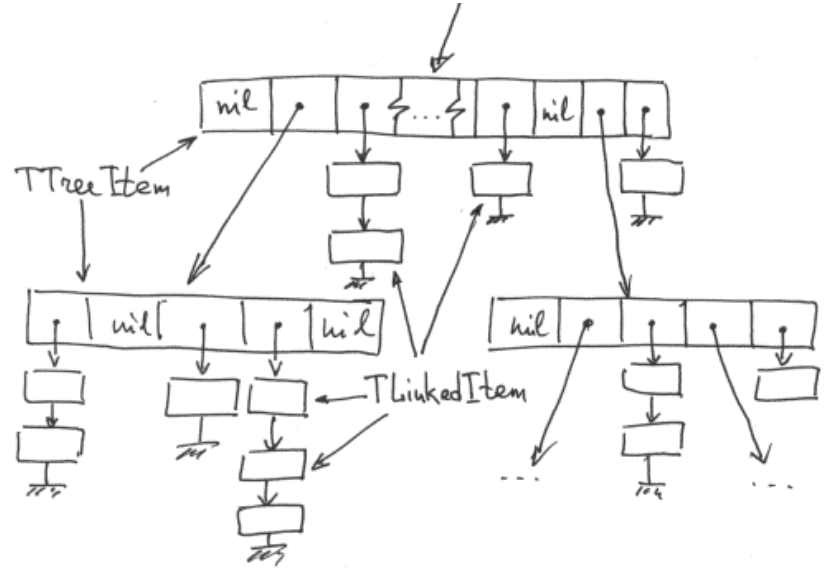 nil ... nil
TTreeItem
nil nil nil
TLinkedItem
... ...